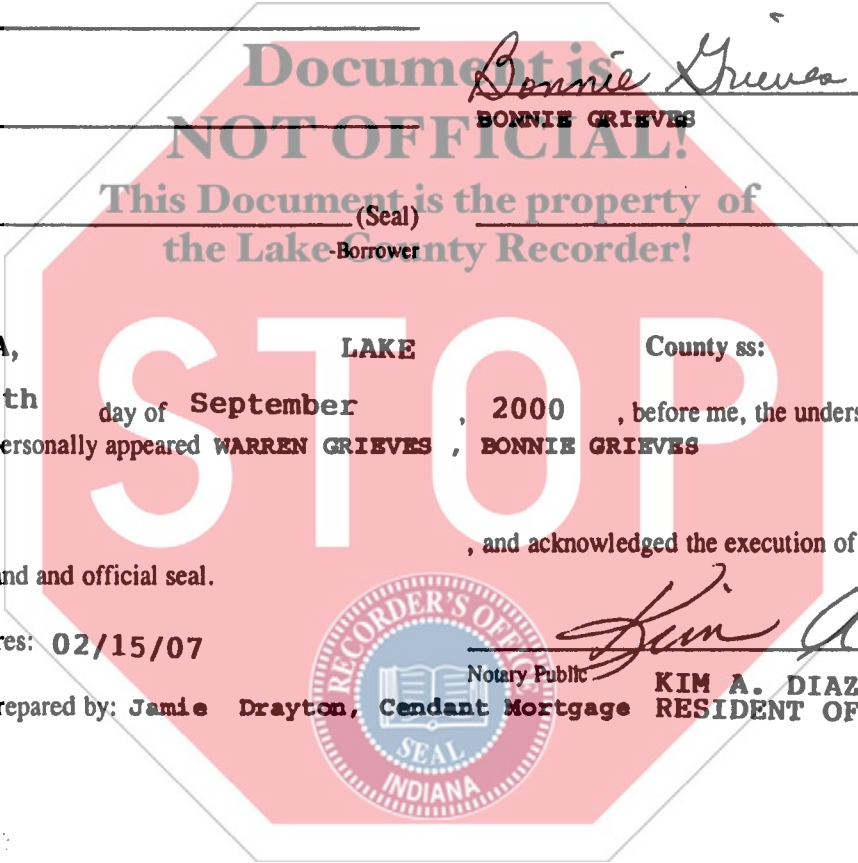 Document is
Bonnie Grieves
NOT OFFICIAL!
BONNIE GRIEVES
This Document is the property of
(Seal)
the Lake County Recorder!
-Borrower
STOP
A, LAKE County ss:
th day of September , 2000 , before me, the unders
ersonally appeared WARREN GRIEVES , BONNIE GRIEVES
, and acknowledged the execution of
nd and official seal.
RECORDER'S OFFICE
SEAL
INDIANA
Kim A
res: 02/15/07
Notary Public
KIM A. DIAZ
repared by: Jamie Drayton, Cendant Mortgage RESIDENT OF